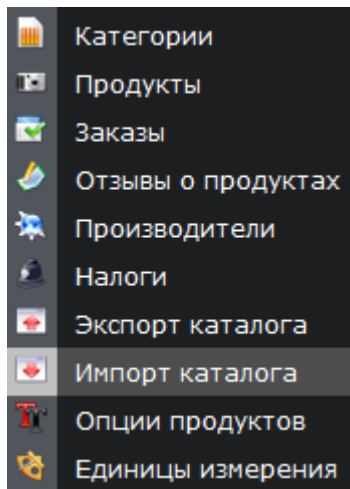 Категории
Продукты
Заказы
Отзывы о продуктах
Производители
Налоги
Экспорт каталога
Импорт каталога
Опции продуктов
Единицы измерения